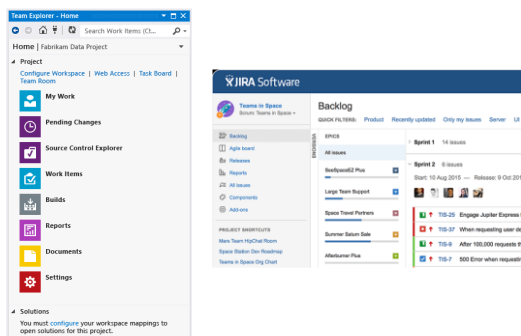 Team Explorer - Home
Search Work Items (Ct...
Home | Fabrikam Data Project
Project
Configure Workspace | Web Access | Task Board |
Team Room
My Work
Pending Changes
Source Control Explorer
Work Items
Builds
Reports
Documents
Settings
Solutions
You must configure your workspace mappings to
open solutions for this project.
JIRA Software
Teams in Space
Scrum: Teams in Space
Backlog
Agile board
Releases
Reports
All issues
Components
Add-ons
PROJECT SHORTCUTS
Mars Team HipChat Room
Space Station Dev Roadmap
Teams in Space Org Chart
Backlog
QUICK FILTERS: Product Recently updated Only my issues Server UI
VERSIONS
EPICS
All issues
SeeSpaceEZ Plus
Large Team Support
Space Travel Partners
Summer Saturn Sale
Afterburner Plus
Sprint 1 14 issues
Sprint 2 6 issues
Start: 10 Aug 2015 — Release: 9 Oct 201
TIS-25 Engage Jupiter Express
TIS-37 When requesting user de
TIS-9 After 100,000 requests th
TIS-7 500 Error when requestin